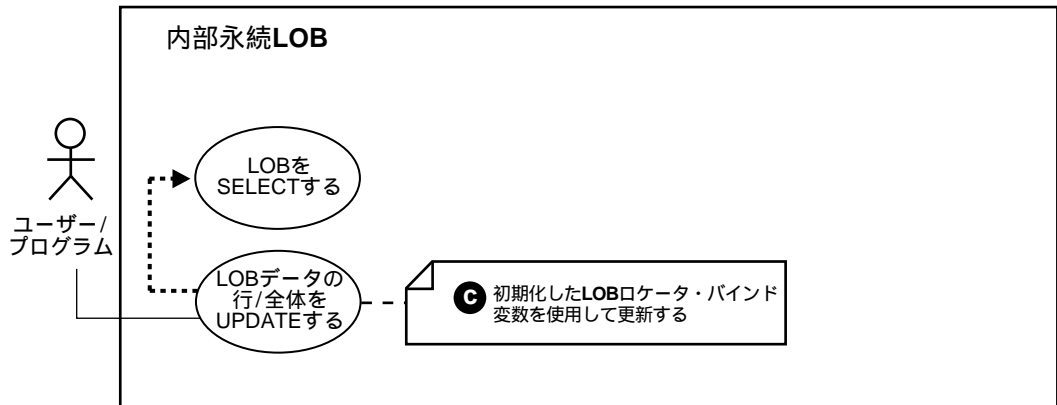 内部永続LOB
LOBを
SELECTする
ユーザー/
プログラム
LOBデータの
行/全体を
UPDATEする
C 初期化したLOBロケータ・バインド
変数を使用して更新する